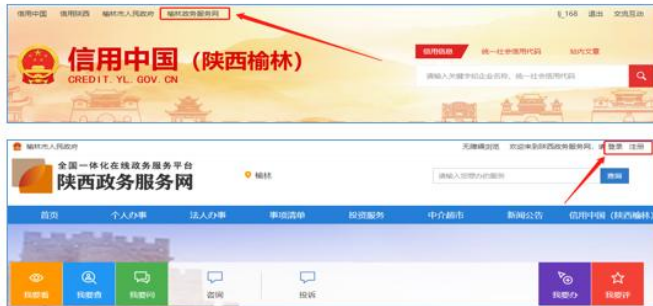 信用中国 信用陕西 榆林市人民政府 榆林政务服务网 退出 交流互动
信用中国（陕西榆林）
CREDIT. YL. GOV. CN
信用信息 统一社会信用代码 站内文章
请输入关键字如企业名称、统一社会信用代码
榆林市人民政府 无障碍浏览 欢迎来到陕西政务服务网，请 登录 注册
全国一体化在线政务服务平台
陕西政务服务网
榆林
请输入您想办的服务
查询
首页 个人办事 法人办事 事项清单 投资服务 中介超市 新闻公告 信用中国（陕西榆林）
我要看 我要查 我要问 咨询 投诉 我要办 我要评